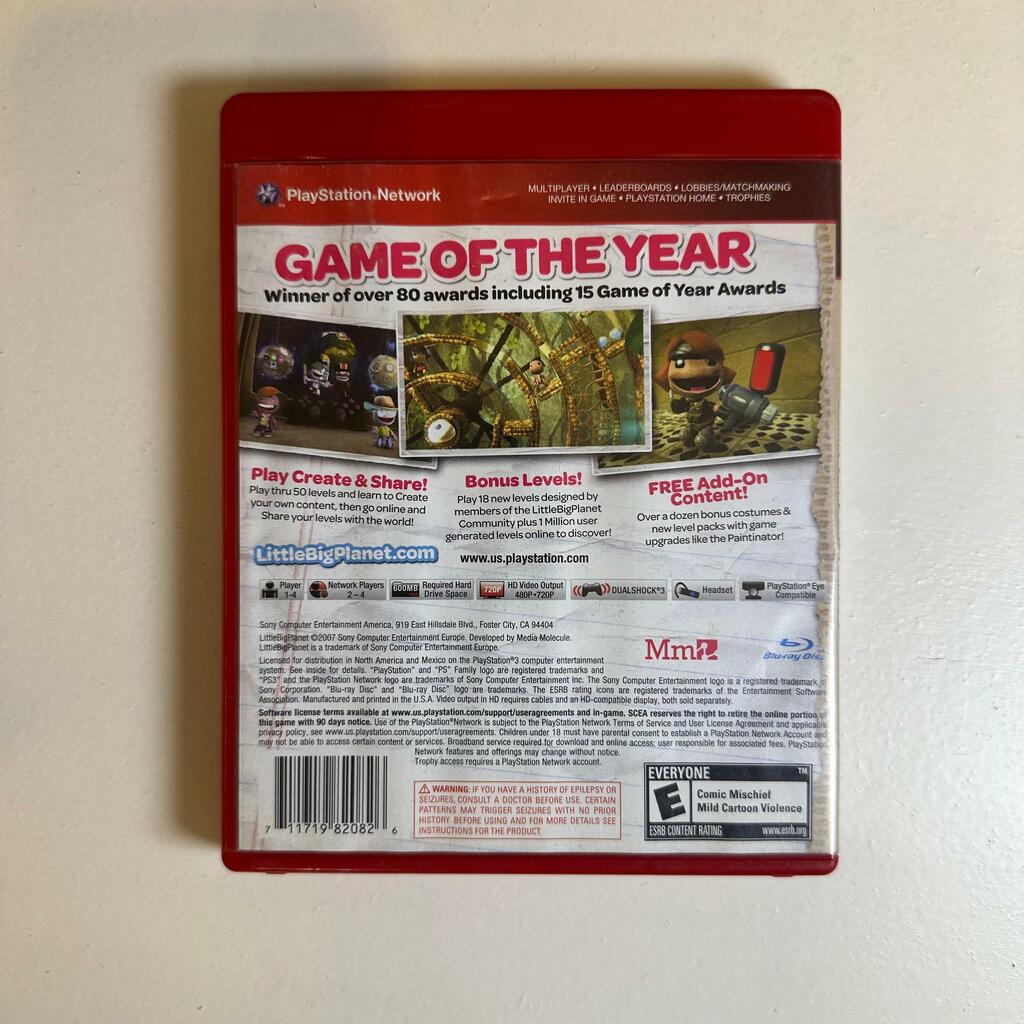 PlayStation®Network
MULTIPLAYER • LEADERBOARDS • LOBBIES/MATCHMAKING
INVITE IN GAME • PLAYSTATION HOME • TROPHIES
GAME OF THE YEAR
Winner of over 80 awards including 15 Game of Year Awards
Play Create & Share!
Play thru 50 levels and learn to Create
your own content, then go online and
Share your levels with the world!
Bonus Levels!
Play 18 new levels designed by
members of the LittleBigPlanet
Community plus 1 Million user
generated levels online to discover!
FREE Add-On
Content!
Over a dozen bonus costumes &
new level packs with game
upgrades like the Paintinator!
LittleBigPlanet.com
www.us.playstation.com
Player
1-4
Network Players
2-4
600MB
Required Hard
Drive Space
720P
HD Video Output
480P•720P
DUALSHOCK®3
Headset
PlayStation® Eye
Compatible
Sony Computer Entertainment America, 919 East Hillsdale Blvd., Foster City, CA 94404
LittleBigPlanet ©2007 Sony Computer Entertainment Europe. Developed by Media Molecule.
LittleBigPlanet is a trademark of Sony Computer Entertainment Europe.
Licensed for distribution in North America and Mexico on the PlayStation®3 computer entertainment
system. See inside for details. "PlayStation" and "PS" Family logo are registered trademarks and
"PS3" and the PlayStation Network logo are trademarks of Sony Computer Entertainment Inc. The Sony Computer Entertainment logo is a registered trademark of
Sony Corporation. "Blu-ray Disc" and "Blu-ray Disc" logo are trademarks. The ESRB rating icons are registered trademarks of the Entertainment Software
Association. Manufactured and printed in the U.S.A. Video output in HD requires cables and an HD-compatible display, both sold separately.
Software license terms available at www.us.playstation.com/support/useragreements and in-game. SCEA reserves the right to retire the online portion of
this game with 90 days notice. Use of the PlayStation®Network is subject to the PlayStation Network Terms of Service and User License Agreement and applicable
privacy policy, see www.us.playstation.com/support/useragreements. Children under 18 must have parental consent to establish a PlayStation Network Account and
may not be able to access certain content or services. Broadband service required for download and online access; user responsible for associated fees. PlayStation
Network features and offerings may change without notice.
Trophy access requires a PlayStation Network account.
Mm
Blu-ray Disc
7 11719 82082 6
WARNING: IF YOU HAVE A HISTORY OF EPILEPSY OR
SEIZURES, CONSULT A DOCTOR BEFORE USE. CERTAIN
PATTERNS MAY TRIGGER SEIZURES WITH NO PRIOR
HISTORY. BEFORE USING AND FOR MORE DETAILS SEE
INSTRUCTIONS FOR THE PRODUCT.
EVERYONE
TM
E
Comic Mischief
Mild Cartoon Violence
ESRB CONTENT RATING
www.esrb.org